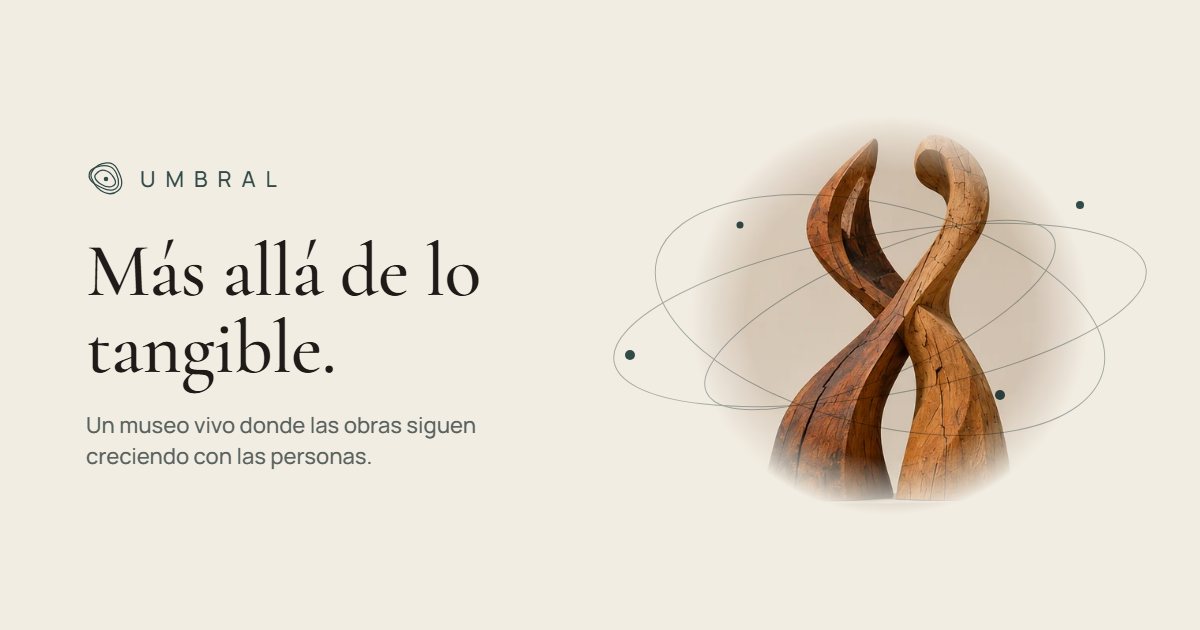 UMBRAL
Más allá de lo
tangible.
Un museo vivo donde las obras siguen
creciendo con las personas.